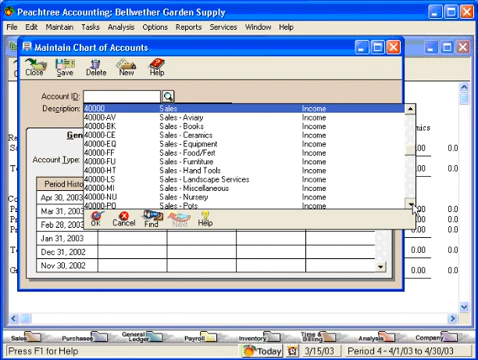 Peachtree Accounting: Bellwether Garden Supply
File Edit Maintain Tasks Analysis Options Reports Services Window Help
Maintain Chart of Accounts
Close Save Delete New Help
Account ID:
Description:
40000 Sales Income
40000-AV Sales - Aviary Income
40000-BK Sales - Books Income
40000-CE Sales - Ceramics Income
40000-EQ Sales - Equipment Income
40000-FF Sales - Food/Fert Income
40000-FU Sales - Furntiture Income
40000-HT Sales - Hand Tools Income
40000-LS Sales - Landscape Services Income
40000-MI Sales - Miscellaneous Income
40000-NU Sales - Nursery Income
40000-PO Sales - Pots Income
OK Cancel Find Next Help
Account Type:
Period Histo
Apr 30, 2003
Mar 31, 2003
Feb 28, 2003
Jan 31, 2003
Nov 30, 2002
0.00 0.00
0.00 0.00
0.00 0.00
0.00 0.00
Sales Purchases General Ledger Payroll Inventory Time & Billing Analysis Company
Press F1 for Help Today 3/15/03 Period 4 - 4/1/03 to 4/30/03